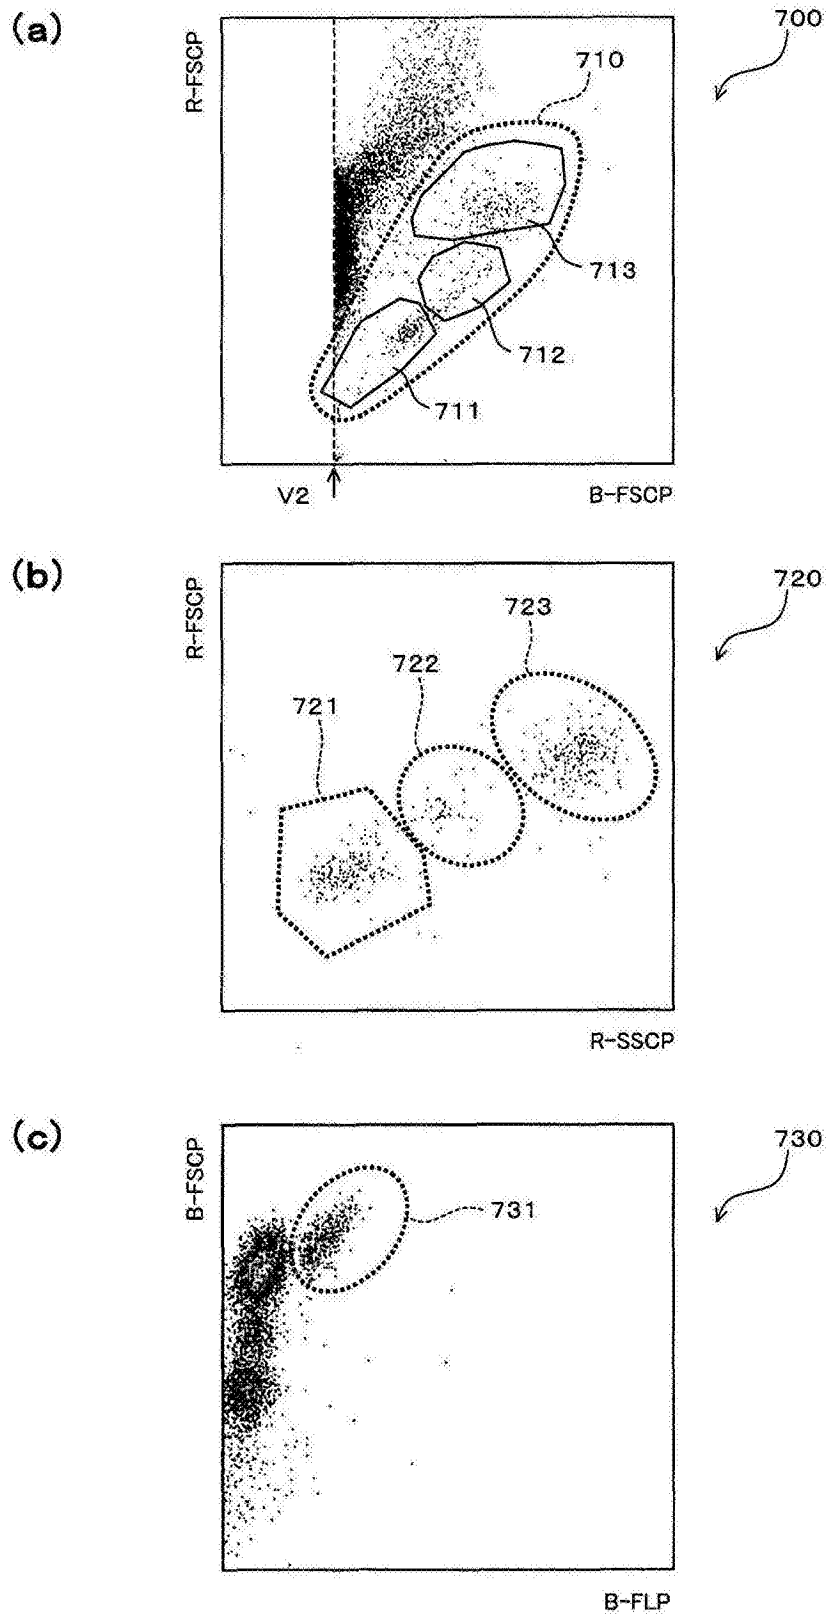 (a)
700
R-FSCP
710
713
712
711
V2
B-FSCP
(b)
720
R-FSCP
723
722
721
R-SSCP
(c)
730
B-FSCP
731
B-FLP